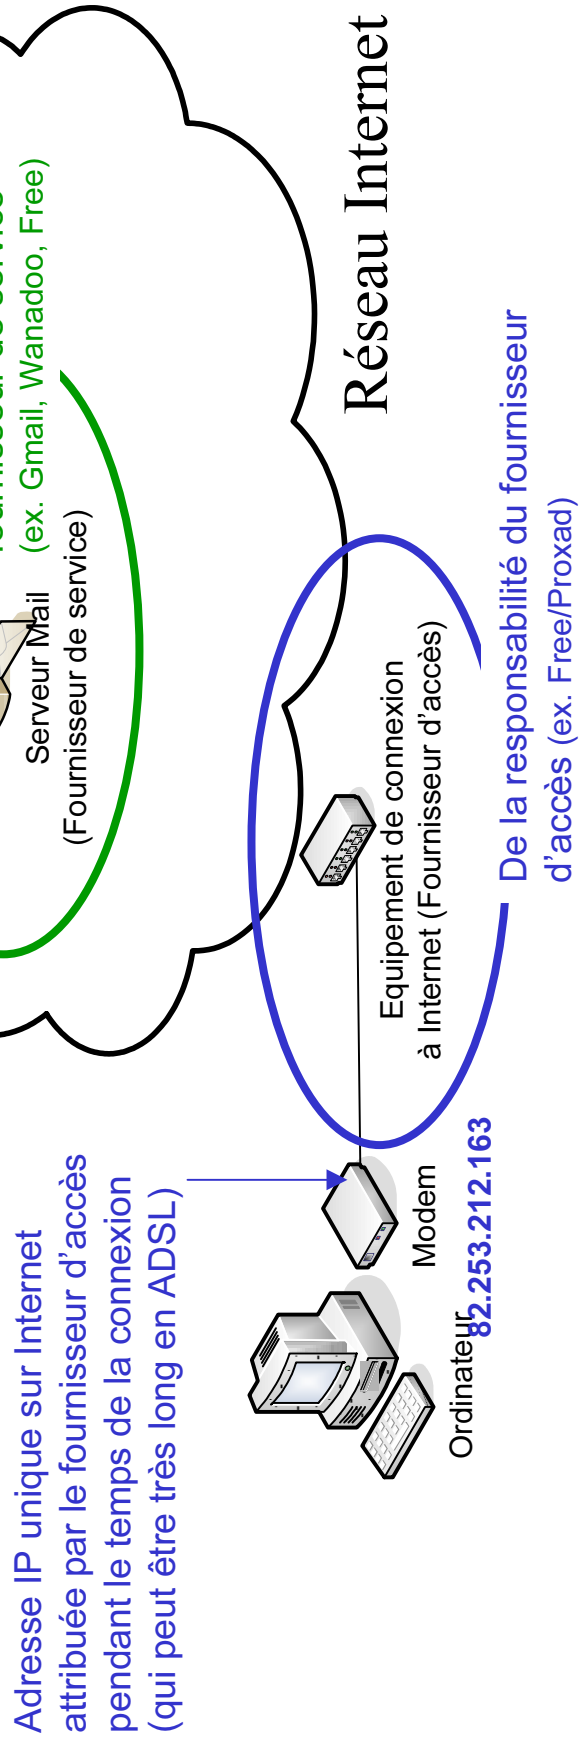 Adresse IP unique sur Internet
attribuée par le fournisseur d'accès
pendant le temps de la connexion
(qui peut être très long en ADSL)
(ex. Gmail, Wanadoo, Free)
Serveur Mail
(Fournisseur de service)
Réseau Internet
Equipement de connexion
à Internet (Fournisseur d'accès)
Modem
82.253.212.163
Ordinateur
De la responsabilité du fournisseur
d'accès (ex. Free/Proxad)